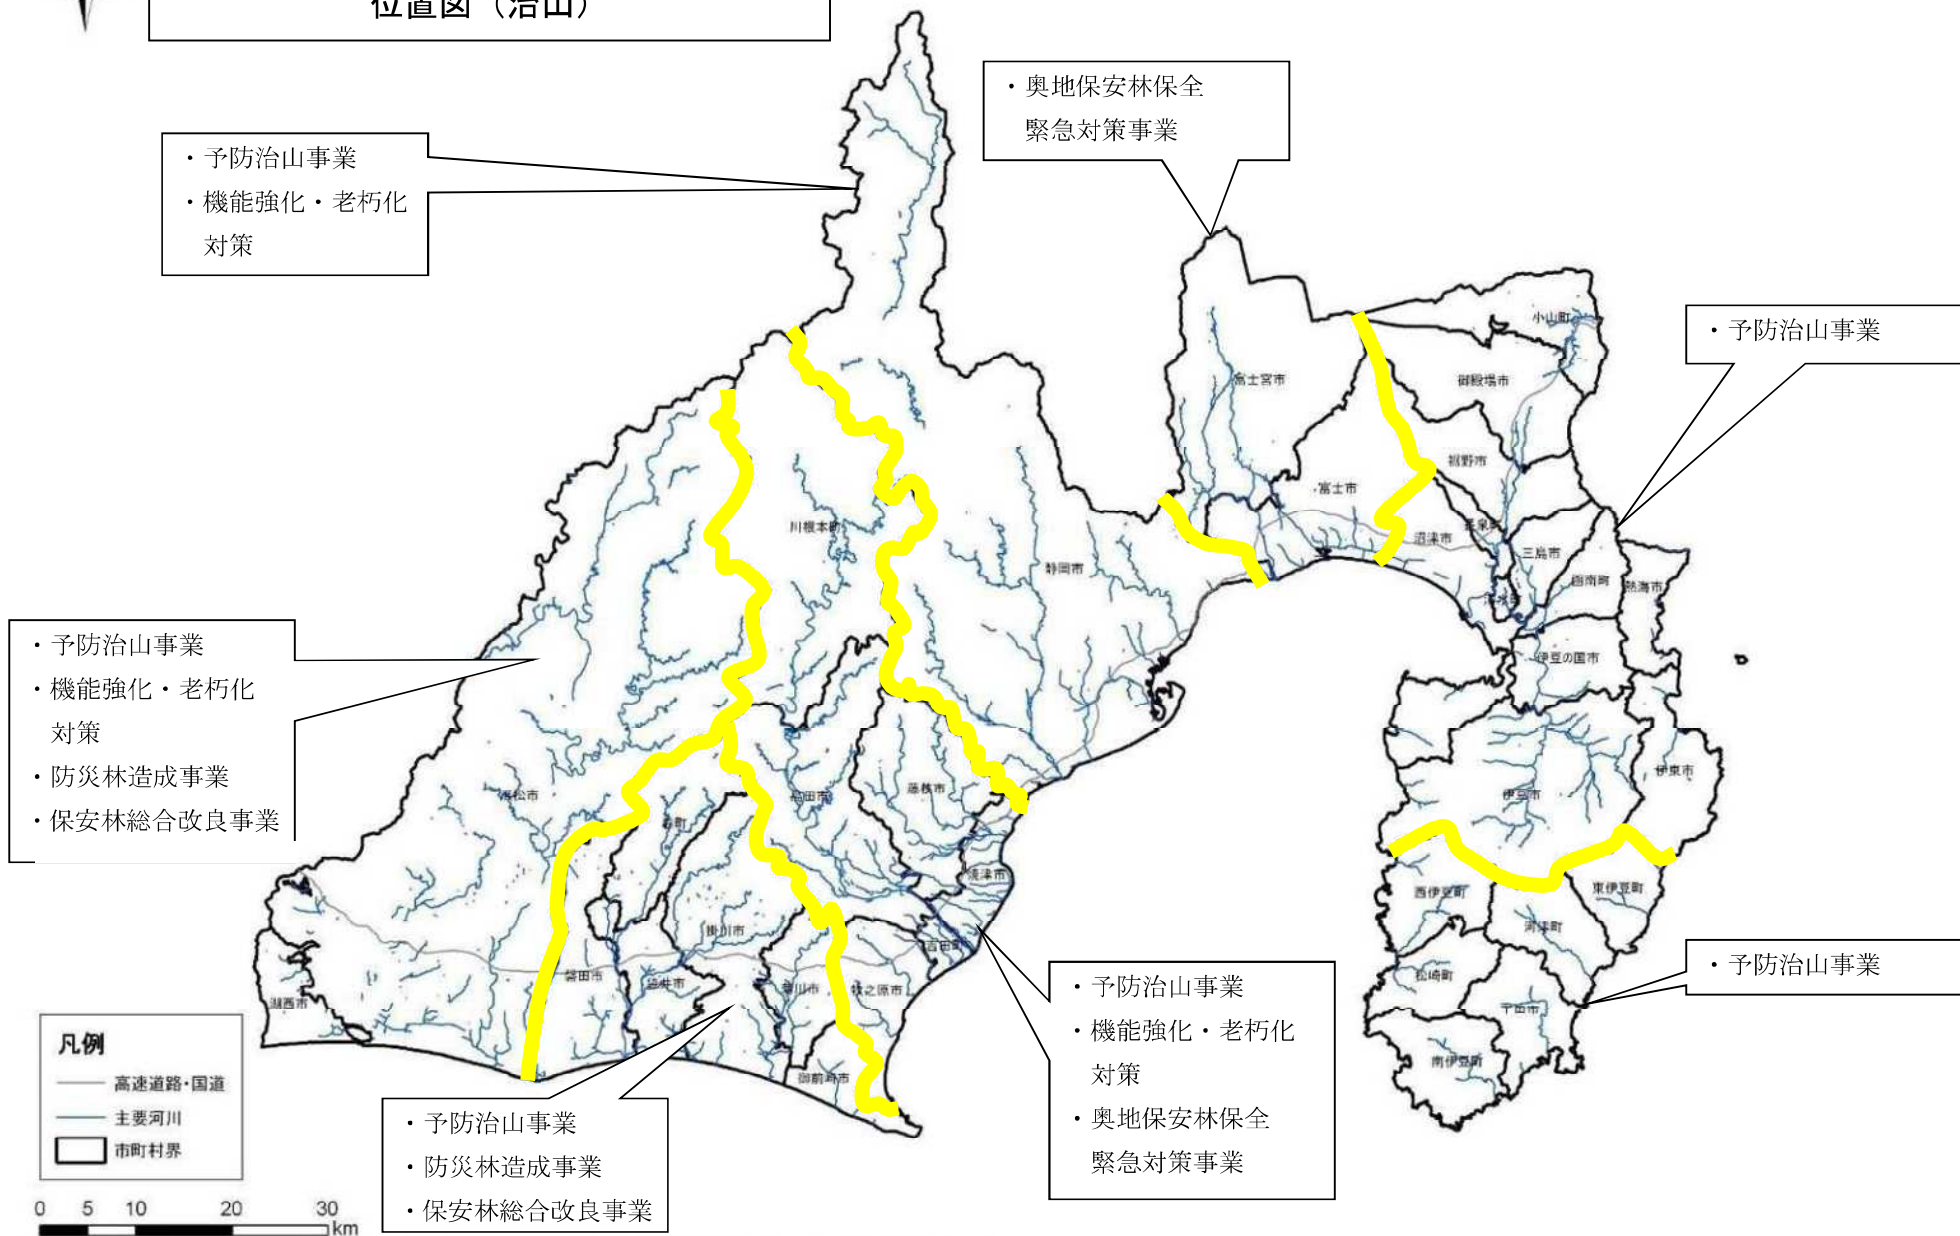 位置図（治山）
・奥地保安林保全
緊急対策事業
・予防治山事業
・機能強化・老朽化
対策
・予防治山事業
小山町
御殿場市
富士宮市
裾野市
富士市
長泉町
沼津市
三島市
函南町
熱海市
清水町
伊豆の国市
川根本町
静岡市
・予防治山事業
・機能強化・老朽化
対策
・防災林造成事業
・保安林総合改良事業
伊東市
伊豆市
浜松市
森町
島田市
藤枝市
焼津市
西伊豆町
東伊豆町
河津町
掛川市
吉田町
磐田市
袋井市
菊川市
牧之原市
湖西市
松崎町
下田市
南伊豆町
御前崎市
・予防治山事業
・予防治山事業
・機能強化・老朽化
対策
・奥地保安林保全
緊急対策事業
・予防治山事業
・防災林造成事業
・保安林総合改良事業
凡例
高速道路・国道
主要河川
市町村界
0 5 10 20 30
km